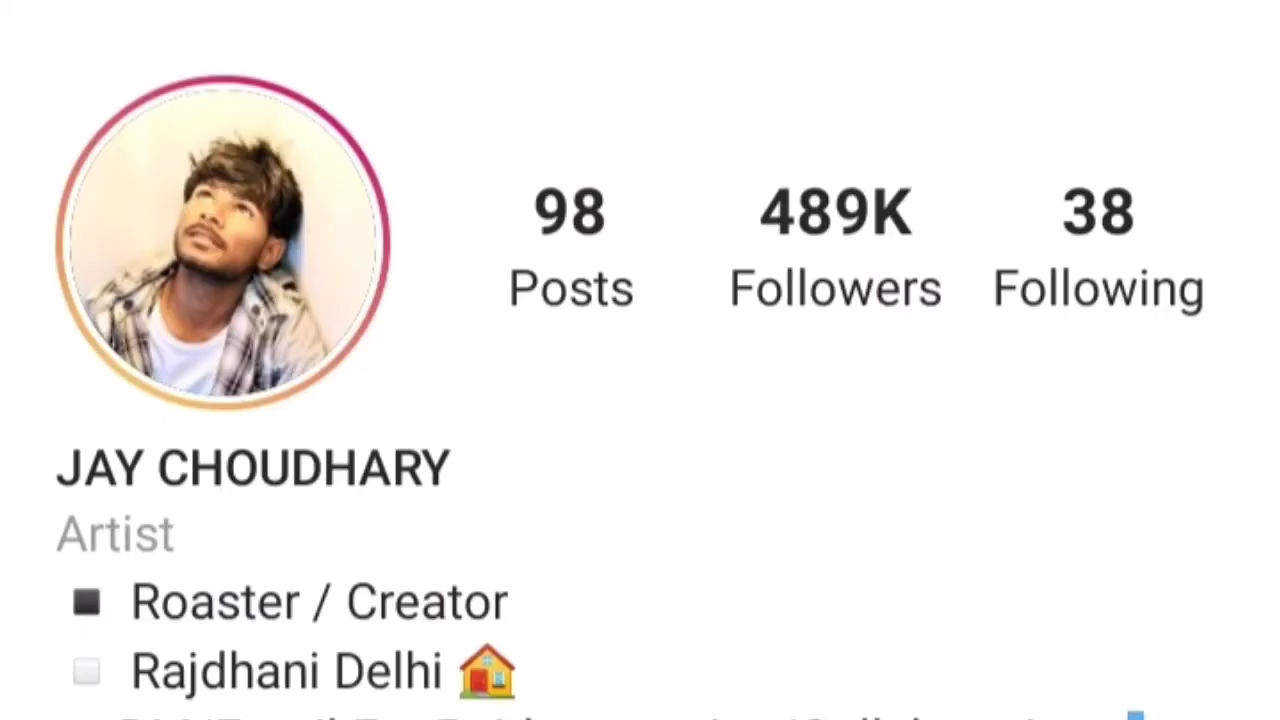 98 489K 38
Posts Followers Following
JAY CHOUDHARY
Artist
▪️ Roaster / Creator
▫️ Rajdhani Delhi 🏠